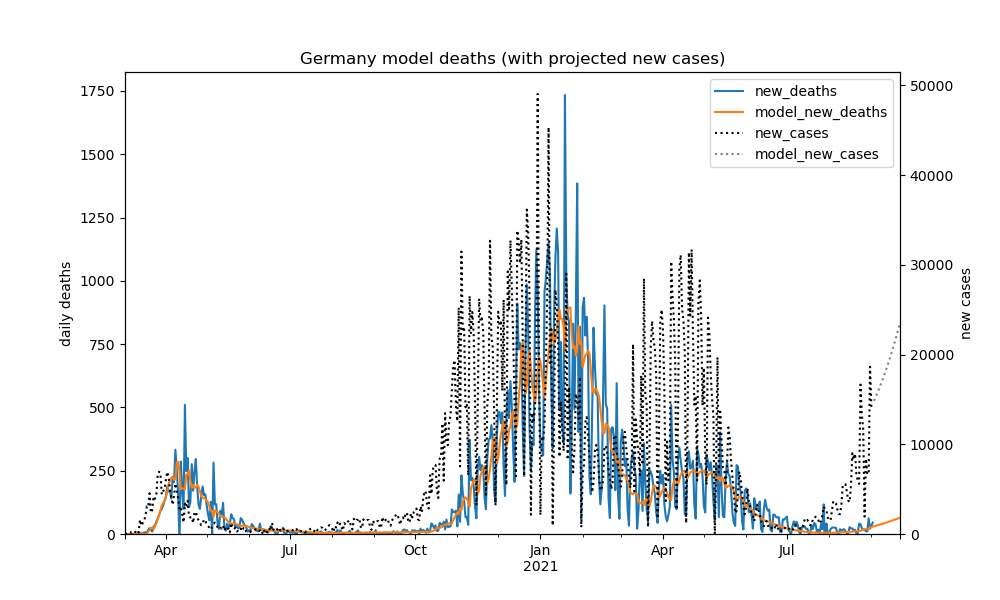 Germany model deaths (with projected new cases)
new_deaths
model_new_deaths
new_cases
model_new_cases
daily deaths
1750
1500
1250
1000
750
500
250
0
new cases
50000
40000
30000
20000
10000
0
Apr
Jul
Oct
Jan
2021
Apr
Jul